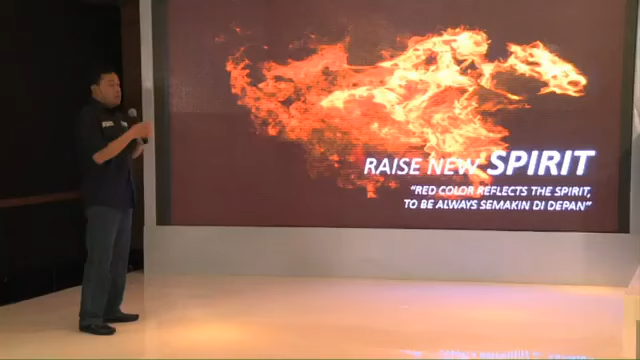 RAISE NEW SPIRIT
"RED COLOR REFLECTS THE SPIRIT,
TO BE ALWAYS SEMAKIN DI DEPAN"